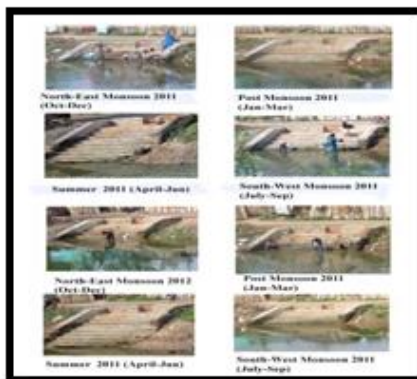 North-East Monsoon 2011
(Oct-Dec)
Post Monsoon 2011
(Jan-Mar)
Summer 2011 (April-Jun)
South-West Monsoon 2011
(July-Sep)
North-East Monsoon 2012
(Oct-Dec)
Post Monsoon 2011
(Jan-Mar)
Summer 2011 (April-Jun)
South-West Monsoon 2011
(July-Sep)